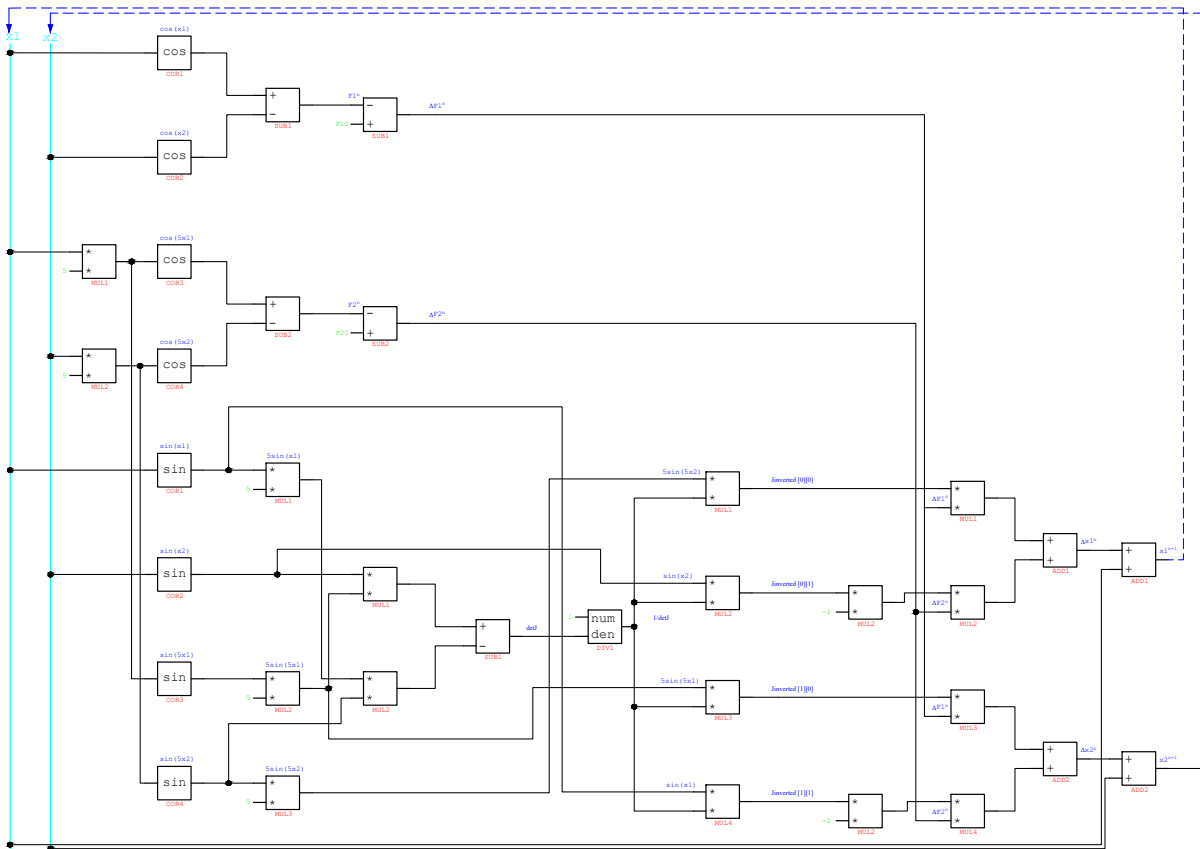 x1 x2
cos(x1)
cos
COR1
+
−
SUB1
F1ⁿ
−
F10 +
SUB1
ΔF1ⁿ
cos(x2)
cos
COR2
*
5 *
MUL1
cos(5x1)
cos
COR3
+
−
SUB2
F2ⁿ
−
F20 +
SUB2
ΔF2ⁿ
*
5 *
MUL2
cos(5x2)
cos
COR4
sin(x1)
sin
COR1
5sin(x1)
*
5 *
MUL1
sin(x2)
sin
COR2
*
*
MUL1
sin
COR3
5sin(5x1)
*
5 *
MUL2
*
*
MUL2
+
−
SUB1
detJ
1 num
den
DIV1
1/detJ
sin(5x2)
sin
COR4
5sin(5x2)
*
5 *
MUL3
5sin(5x2)
*
*
MUL1
Jinverted [0][0]
*
ΔF1ⁿ *
MUL1
sin(x2)
*
*
MUL2
Jinverted [0][1]
*
-1 *
MUL2
*
ΔF2ⁿ *
MUL2
+
+
ADD1
Δx1ⁿ
+
+
ADD1
x1ⁿ⁺¹
sin(5x1)
5sin(5x1)
*
*
MUL3
Jinverted [1][0]
*
ΔF1ⁿ *
MUL3
sin(x1)
*
*
MUL4
Jinverted [1][1]
*
-1 *
MUL2
*
ΔF2ⁿ *
MUL4
+
+
ADD2
Δx2ⁿ
+
+
ADD2
x2ⁿ⁺¹